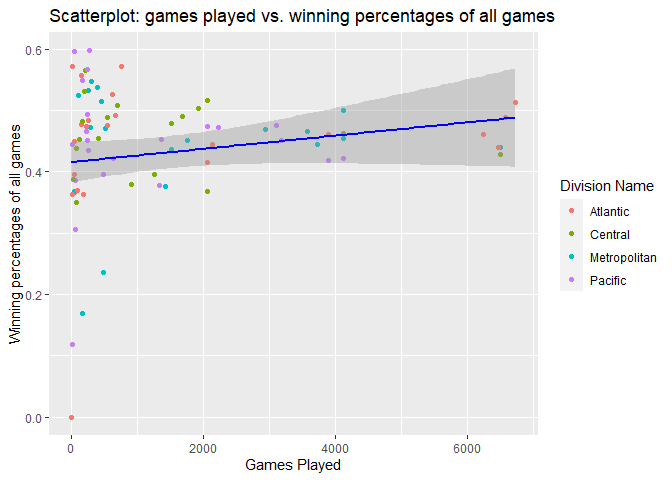 Scatterplot: games played vs. winning percentages of all games
Winning percentages of all games
0.6
0.4
0.2
0.0
0
2000
4000
6000
Games Played
Division Name
Atlantic
Central
Metropolitan
Pacific